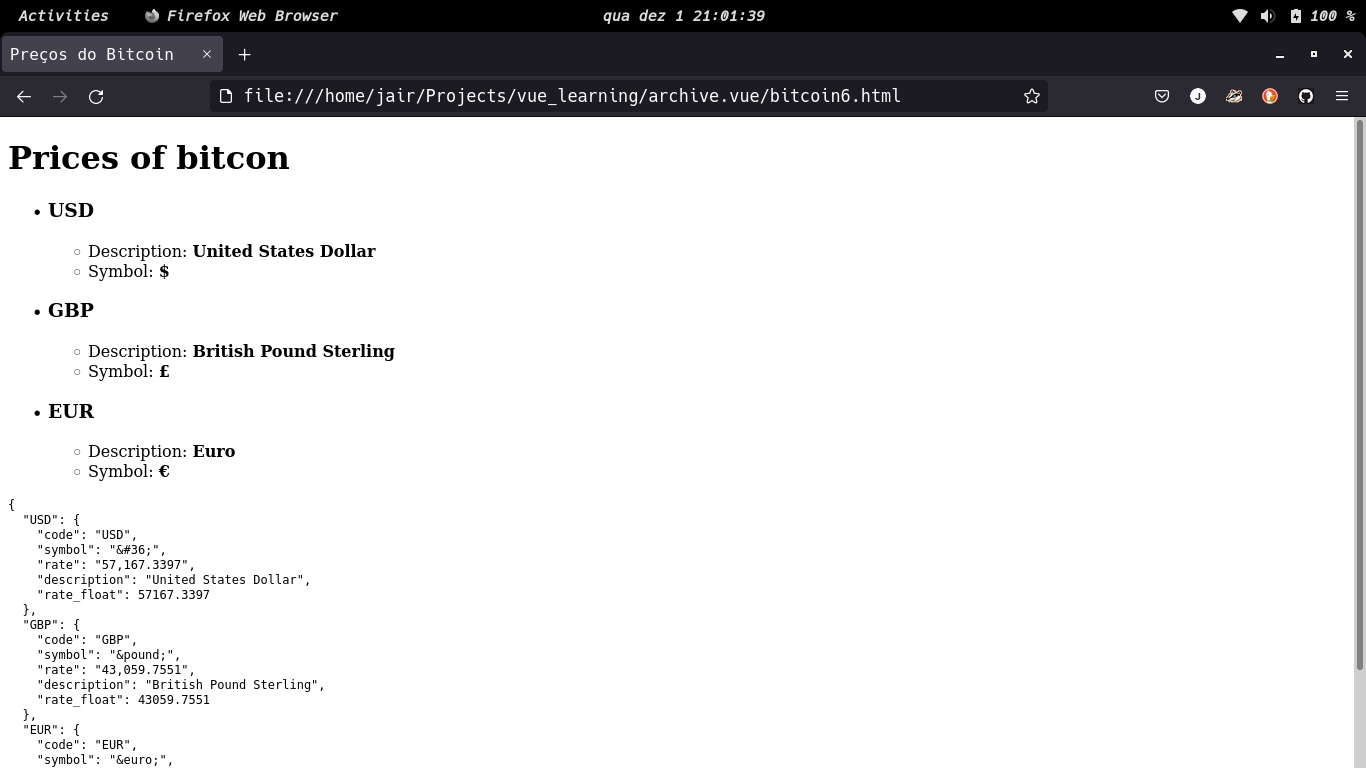 Activities Firefox Web Browser qua dez 1 21:01:39 100 %
Preços do Bitcoin
file:///home/jair/Projects/vue_learning/archive.vue/bitcoin6.html J
Prices of bitcon
• USD
◦ Description: United States Dollar
◦ Symbol: $
• GBP
◦ Description: British Pound Sterling
◦ Symbol: £
• EUR
◦ Description: Euro
◦ Symbol: €
{
  "USD": {
    "code": "USD",
    "symbol": "&#36;",
    "rate": "57,167.3397",
    "description": "United States Dollar",
    "rate_float": 57167.3397
  },
  "GBP": {
    "code": "GBP",
    "symbol": "&pound;",
    "rate": "43,059.7551",
    "description": "British Pound Sterling",
    "rate_float": 43059.7551
  },
  "EUR": {
    "code": "EUR",
    "symbol": "&euro;",